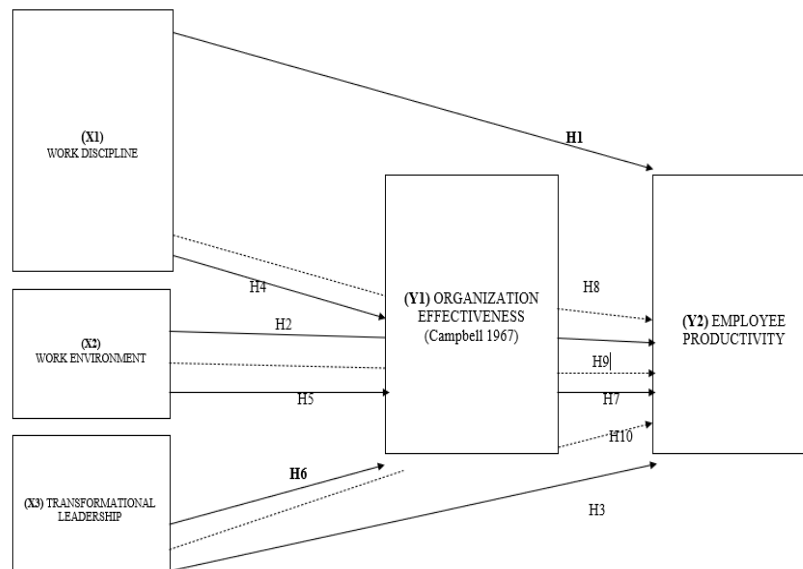 (X1)
WORK DISCIPLINE
H1
(Y1) ORGANIZATION
EFFECTIVENESS
(Campbell 1967)
(Y2) EMPLOYEE
PRODUCTIVITY
H4
H8
H2
(X2)
WORK ENVIRONMENT
H9
H5
H7
H10
H6
(X3) TRANSFORMATIONAL
LEADERSHIP
H3